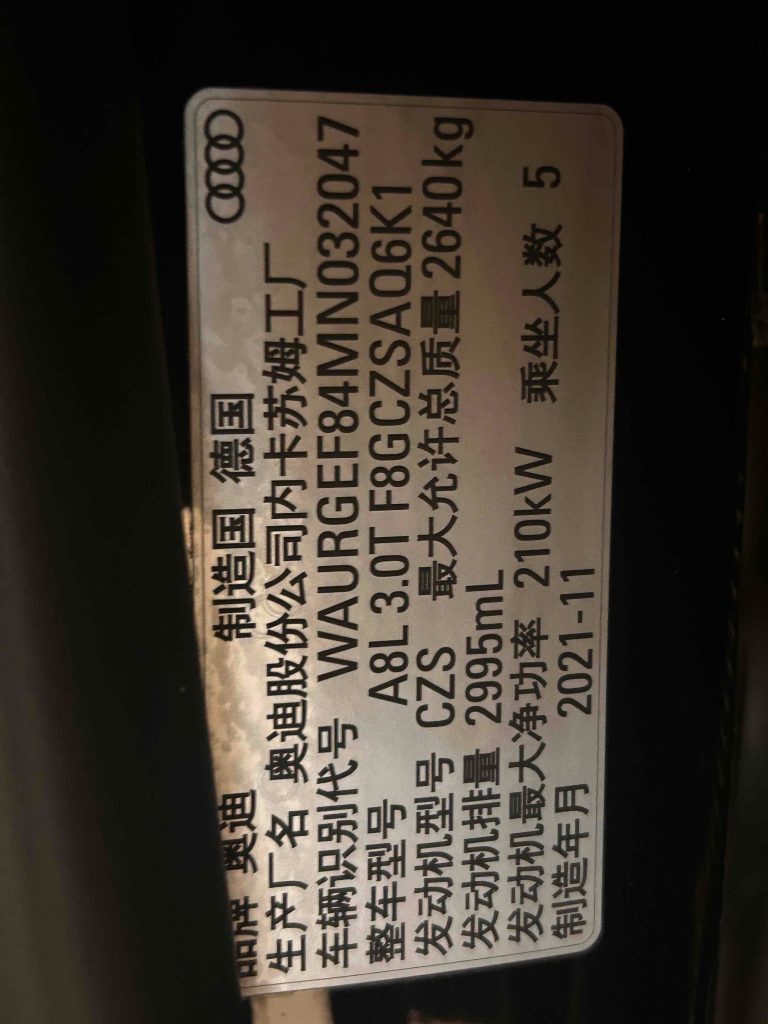 品牌 奥迪 制造国 德国
生产厂名 奥迪股份公司内卡苏姆工厂
车辆识别代号 WAURGEF84MN032047
整车型号 A8L 3.0T F8GCZSAQ6K1
发动机型号 CZS 最大允许总质量 2640kg
发动机排量 2995mL
发动机最大净功率 210kW 乘坐人数 5
制造年月 2021-11